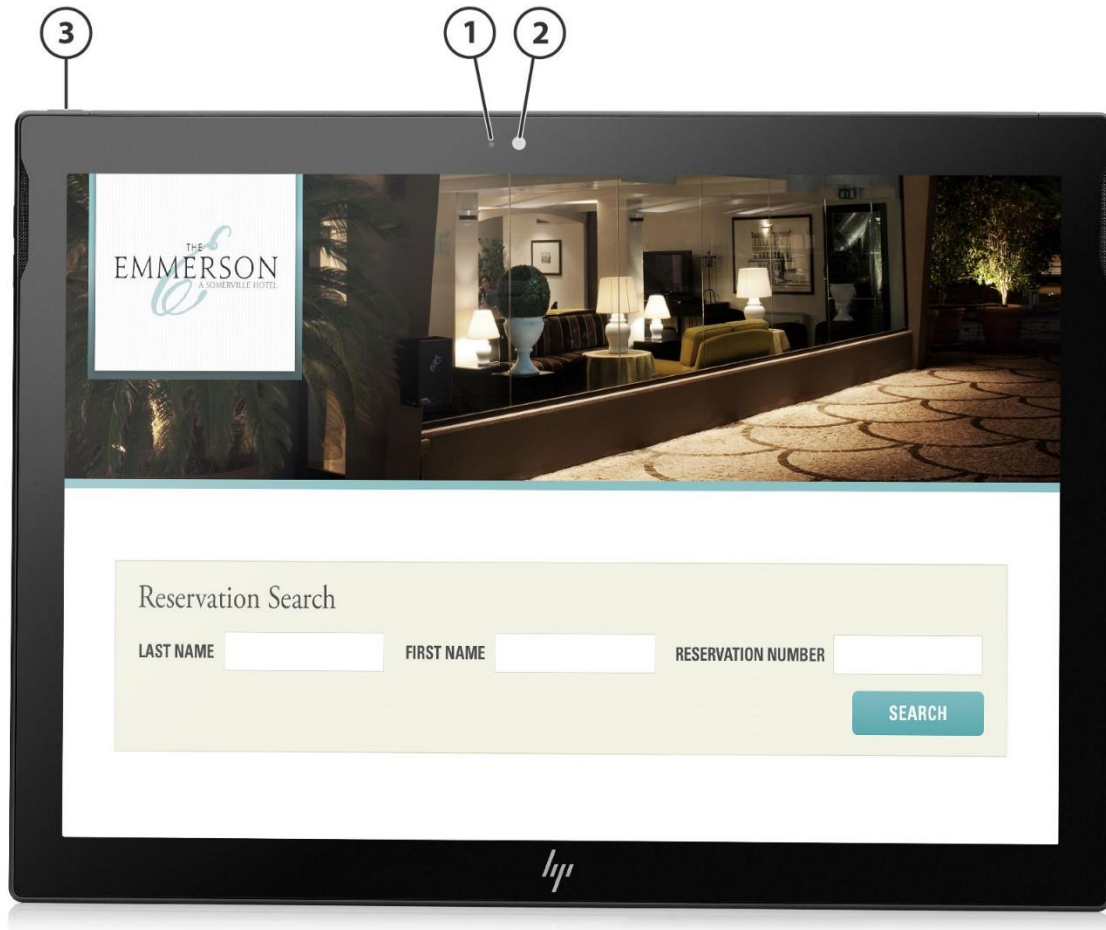 3
1
2
THE
EMMERSON
A SOMERVILLE HOTEL
Reservation Search
LAST NAME
FIRST NAME
RESERVATION NUMBER
SEARCH
hp